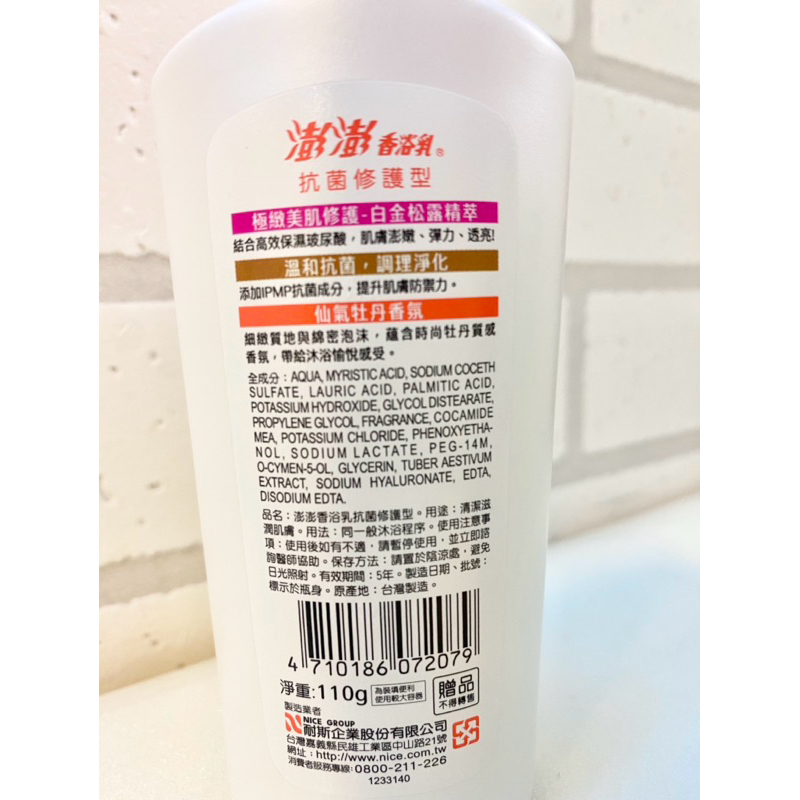 澎澎香浴乳®
抗菌修護型
極緻美肌修護-白金松露精萃
結合高效保濕玻尿酸，肌膚澎嫩、彈力、透亮!
溫和抗菌，調理淨化
添加IPMP抗菌成分，提升肌膚防禦力。
仙氣牡丹香氛
細緻質地與綿密泡沫，蘊含時尚牡丹質感
香氛，帶給沐浴愉悅感受。
全成分：AQUA, MYRISTIC ACID, SODIUM COCETH
SULFATE, LAURIC ACID, PALMITIC ACID,
POTASSIUM HYDROXIDE, GLYCOL DISTEARATE,
PROPYLENE GLYCOL, FRAGRANCE, COCAMIDE
MEA, POTASSIUM CHLORIDE, PHENOXYETHA-
NOL, SODIUM LACTATE, PEG-14M,
O-CYMEN-5-OL, GLYCERIN, TUBER AESTIVUM
EXTRACT, SODIUM HYALURONATE, EDTA,
DISODIUM EDTA.
品名：澎澎香浴乳抗菌修護型。用途：清潔滋
潤肌膚。用法：同一般沐浴程序。使用注意事
項：使用後如有不適，請暫停使用，並立即諮
詢醫師協助。保存方法：請置於陰涼處，避免
日光照射。有效期間：5年。製造日期、批號：
標示於瓶身。原產地：台灣製造。
4 710186 072079
淨重:110g
為裝填便利
使用較大容器
贈品
不得轉售
製造業者
NICE GROUP
耐斯企業股份有限公司
台灣嘉義縣民雄工業區中山路21號
網址：http://www.nice.com.tw
消費者服務專線：0800-211-226
1233140